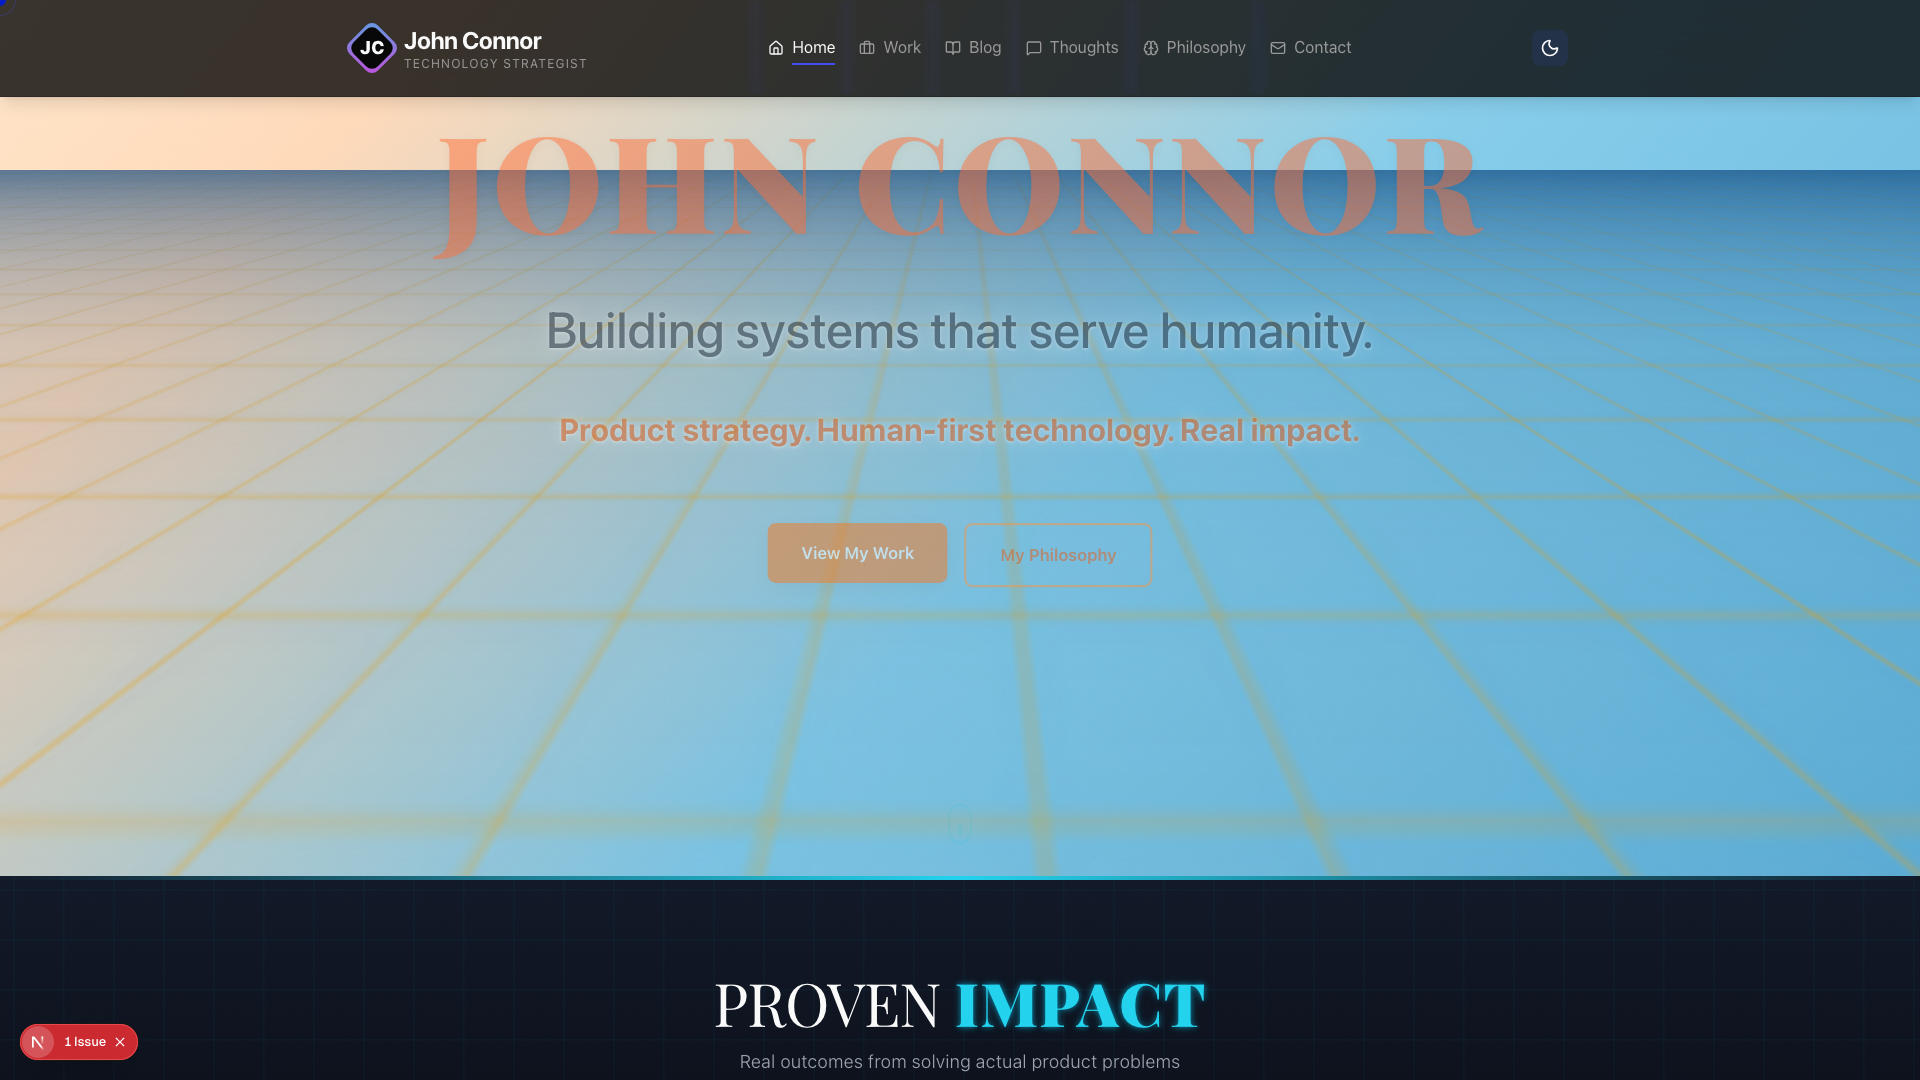 JC
John Connor
TECHNOLOGY STRATEGIST
Home
Work
Blog
Thoughts
Philosophy
Contact
JOHN CONNOR
Building systems that serve humanity.
Product strategy. Human-first technology. Real impact.
View My Work
My Philosophy
PROVEN IMPACT
Real outcomes from solving actual product problems
N
1 Issue